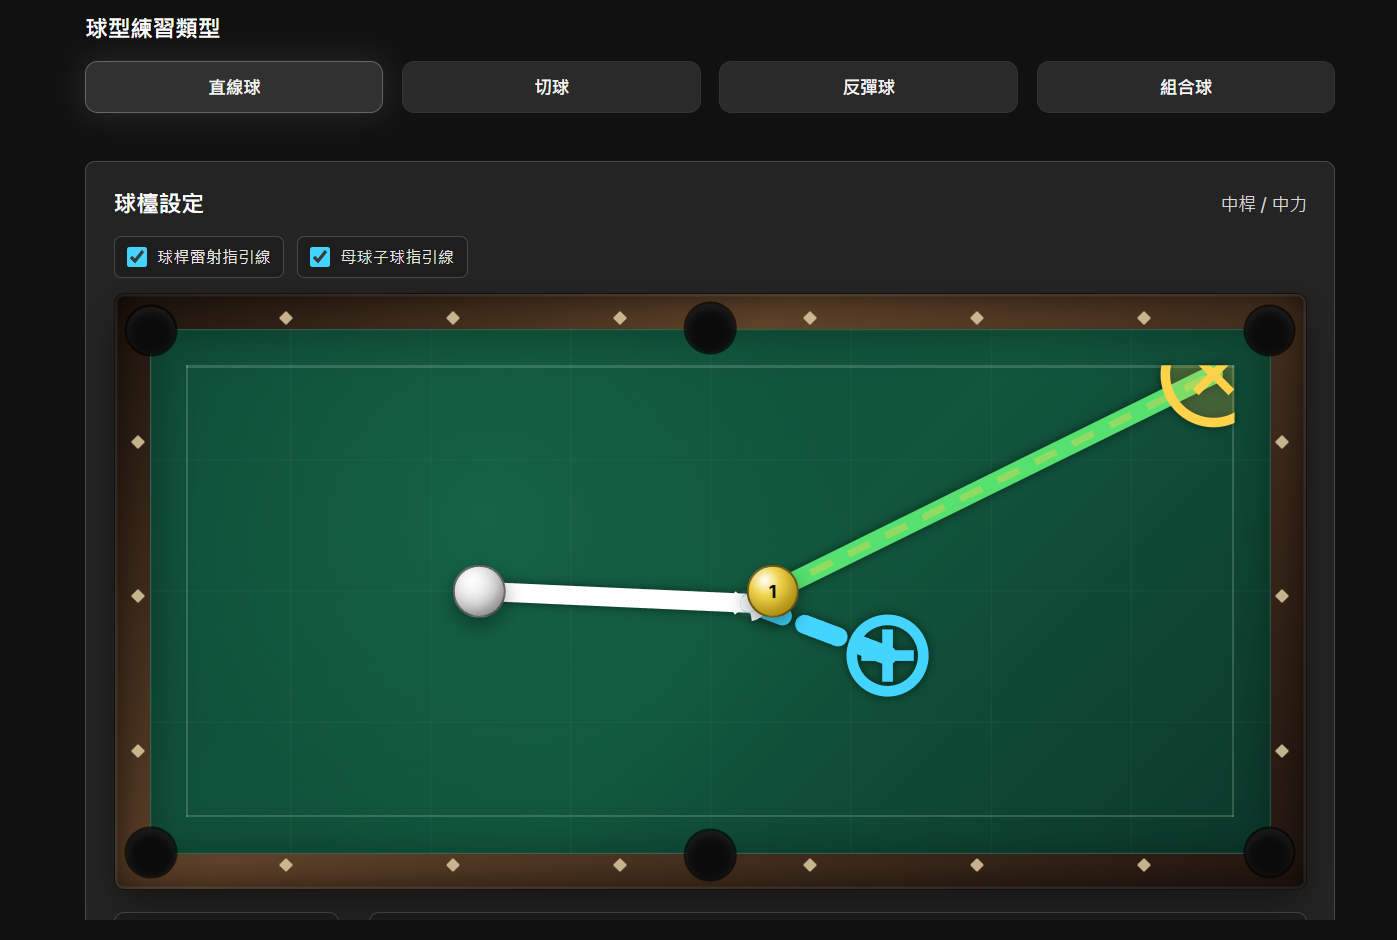 球型練習類型
直線球
切球
反彈球
組合球
球檯設定
中桿 / 中力
球桿雷射指引線
母球子球指引線
1